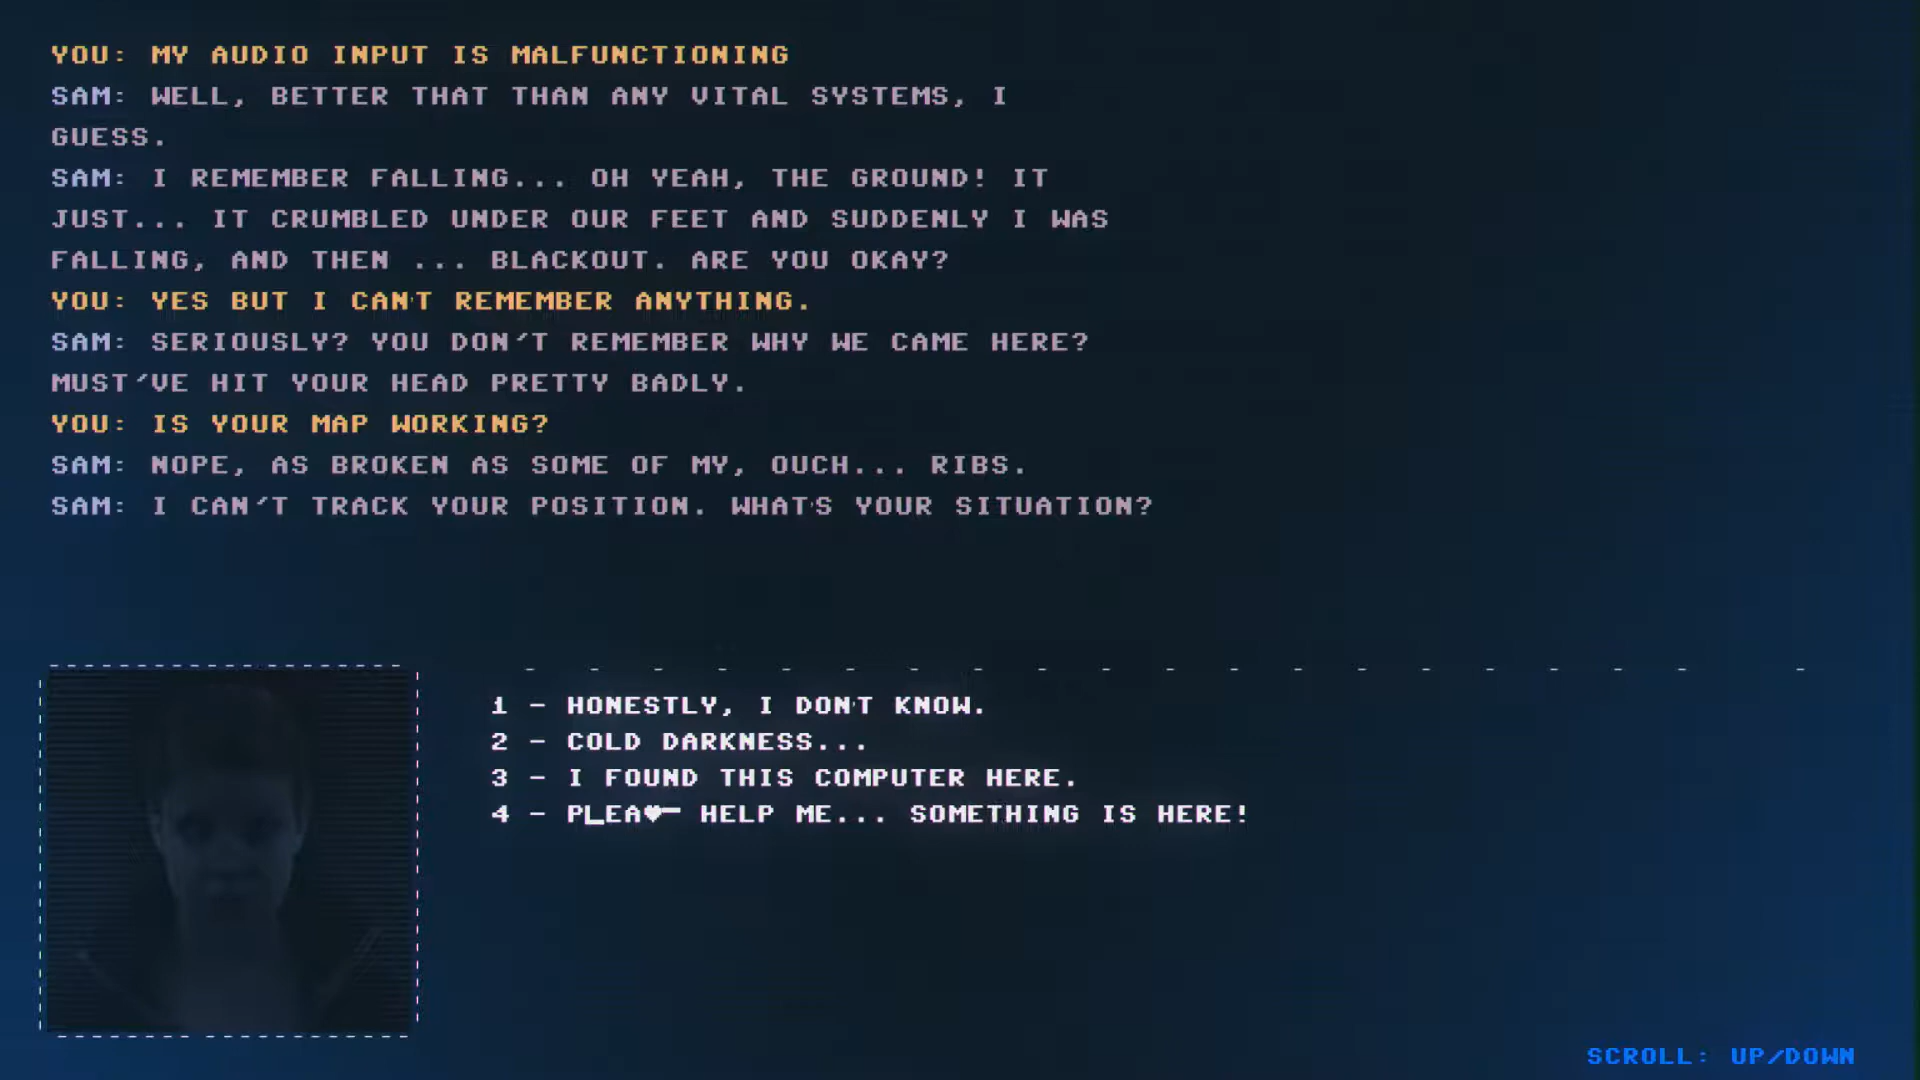 YOU: MY AUDIO INPUT IS MALFUNCTIONING
SAM: WELL, BETTER THAT THAN ANY VITAL SYSTEMS, I
GUESS.
SAM: I REMEMBER FALLING... OH YEAH, THE GROUND! IT
JUST... IT CRUMBLED UNDER OUR FEET AND SUDDENLY I WAS
FALLING, AND THEN ... BLACKOUT. ARE YOU OKAY?
YOU: YES BUT I CAN'T REMEMBER ANYTHING.
SAM: SERIOUSLY? YOU DON'T REMEMBER WHY WE CAME HERE?
MUST'VE HIT YOUR HEAD PRETTY BADLY.
YOU: IS YOUR MAP WORKING?
SAM: NOPE, AS BROKEN AS SOME OF MY, OUCH... RIBS.
SAM: I CAN'T TRACK YOUR POSITION. WHAT'S YOUR SITUATION?
1 - HONESTLY, I DON'T KNOW.
2 - COLD DARKNESS...
3 - I FOUND THIS COMPUTER HERE.
4 - PLEA♥━ HELP ME... SOMETHING IS HERE!
SCROLL: UP/DOWN